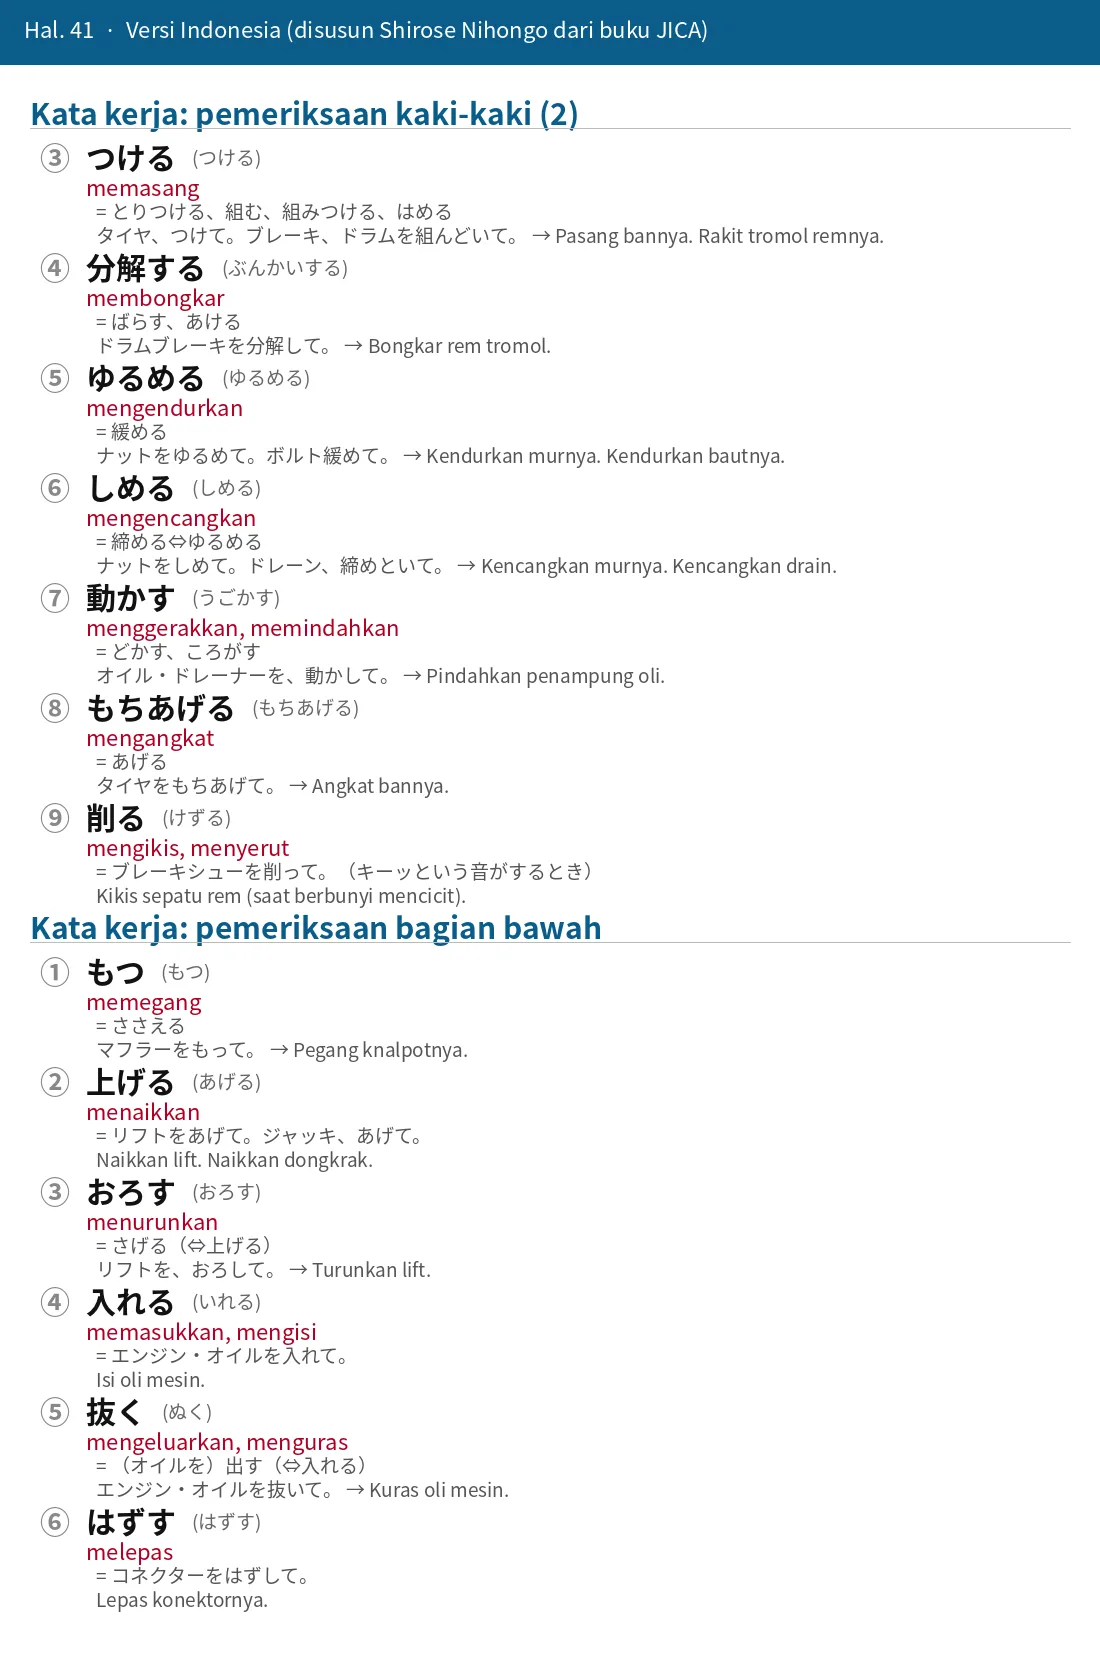 Hal. 41 · Versi Indonesia (disusun Shirose Nihongo dari buku JICA)
Kata kerja: pemeriksaan kaki-kaki (2)
③ つける (つける)
memasang
= とりつける、組む、組みつける、はめる
タイヤ、つけて。ブレーキ、ドラムを組んどいて。 → Pasang bannya. Rakit tromol remnya.
④ 分解する (ぶんかいする)
membongkar
= ばらす、あける
ドラムブレーキを分解して。 → Bongkar rem tromol.
⑤ ゆるめる (ゆるめる)
mengendurkan
= 緩める
ナットをゆるめて。ボルト緩めて。 → Kendurkan murnya. Kendurkan bautnya.
⑥ しめる (しめる)
mengencangkan
= 締める⇔ゆるめる
ナットをしめて。ドレーン、締めといて。 → Kencangkan murnya. Kencangkan drain.
⑦ 動かす (うごかす)
menggerakkan, memindahkan
= どかす、ころがす
オイル・ドレーナーを、動かして。 → Pindahkan penampung oli.
⑧ もちあげる (もちあげる)
mengangkat
= あげる
タイヤをもちあげて。 → Angkat bannya.
⑨ 削る (けずる)
mengikis, menyerut
= ブレーキシューを削って。（キーッという音がするとき）
Kikis sepatu rem (saat berbunyi mencicit).
Kata kerja: pemeriksaan bagian bawah
① もつ (もつ)
memegang
= ささえる
マフラーをもって。 → Pegang knalpotnya.
② 上げる (あげる)
menaikkan
= リフトをあげて。ジャッキ、あげて。
Naikkan lift. Naikkan dongkrak.
③ おろす (おろす)
menurunkan
= さげる（⇔上げる）
リフトを、おろして。 → Turunkan lift.
④ 入れる (いれる)
memasukkan, mengisi
= エンジン・オイルを入れて。
Isi oli mesin.
⑤ 抜く (ぬく)
mengeluarkan, menguras
= （オイルを）出す（⇔入れる）
エンジン・オイルを抜いて。 → Kuras oli mesin.
⑥ はずす (はずす)
melepas
= コネクターをはずして。
Lepas konektornya.